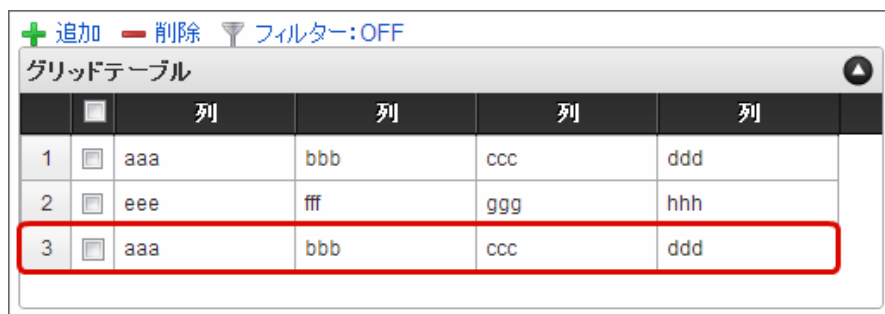 追加 削除 フィルター:OFF
グリッドテーブル
列 列 列 列
1 aaa bbb ccc ddd
2 eee fff ggg hhh
3 aaa bbb ccc ddd